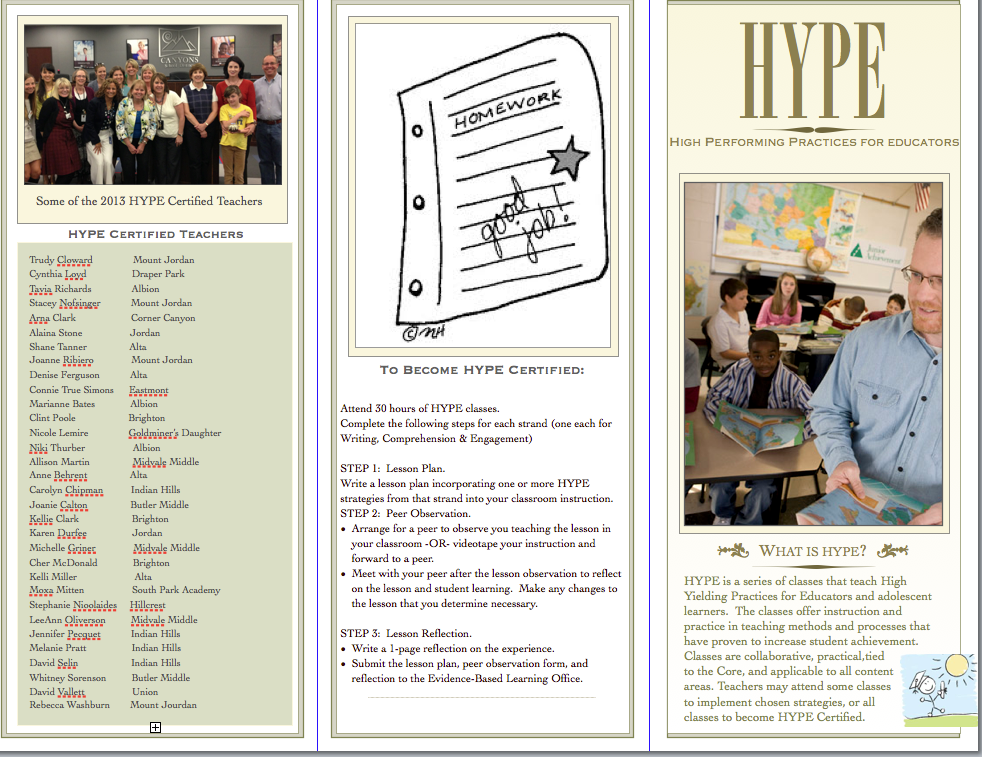 CANYONS
Some of the 2013 HYPE Certified Teachers
HYPE Certified Teachers
Trudy Cloward Mount Jordan
Cynthia Loyd Draper Park
Tavia Richards Albion
Stacey Nofsinger Mount Jordan
Arna Clark Corner Canyon
Alaina Stone Jordan
Shane Tanner Alta
Joanne Ribiero Mount Jordan
Denise Ferguson Alta
Connie True Simons Eastmont
Marianne Bates Albion
Clint Poole Brighton
Nicole Lemire Goldminer's Daughter
Niki Thurber Albion
Allison Martin Midvale Middle
Anne Behrent Alta
Carolyn Chipman Indian Hills
Joanie Calton Butler Middle
Kellie Clark Brighton
Karen Durfee Jordan
Michelle Griner Midvale Middle
Cher McDonald Brighton
Kelli Miller Alta
Moxa Mitten South Park Academy
Stephanie Nioolaides Hillcrest
LeeAnn Oliverson Midvale Middle
Jennifer Pecquet Indian Hills
Melanie Pratt Indian Hills
David Selin Indian Hills
Whitney Sorenson Butler Middle
David Vallett Union
Rebecca Washburn Mount Jourdan
HOMEWORK
good
job!
©NH
To Become HYPE Certified:
Attend 30 hours of HYPE classes.
Complete the following steps for each strand (one each for
Writing, Comprehension & Engagement)
STEP 1: Lesson Plan.
Write a lesson plan incorporating one or more HYPE
strategies from that strand into your classroom instruction.
STEP 2: Peer Observation.
• Arrange for a peer to observe you teaching the lesson in
your classroom -OR- videotape your instruction and
forward to a peer.
• Meet with your peer after the lesson observation to reflect
on the lesson and student learning. Make any changes to
the lesson that you determine necessary.
STEP 3: Lesson Reflection.
• Write a 1-page reflection on the experience.
• Submit the lesson plan, peer observation form, and
reflection to the Evidence-Based Learning Office.
HYPE
High Performing Practices for educators
Junior
Achievement
What is hype?
HYPE is a series of classes that teach High
Yielding Practices for Educators and adolescent
learners. The classes offer instruction and
practice in teaching methods and processes that
have proven to increase student achievement.
Classes are collaborative, practical,tied
to the Core, and applicable to all content
areas. Teachers may attend some classes
to implement chosen strategies, or all
classes to become HYPE Certified.